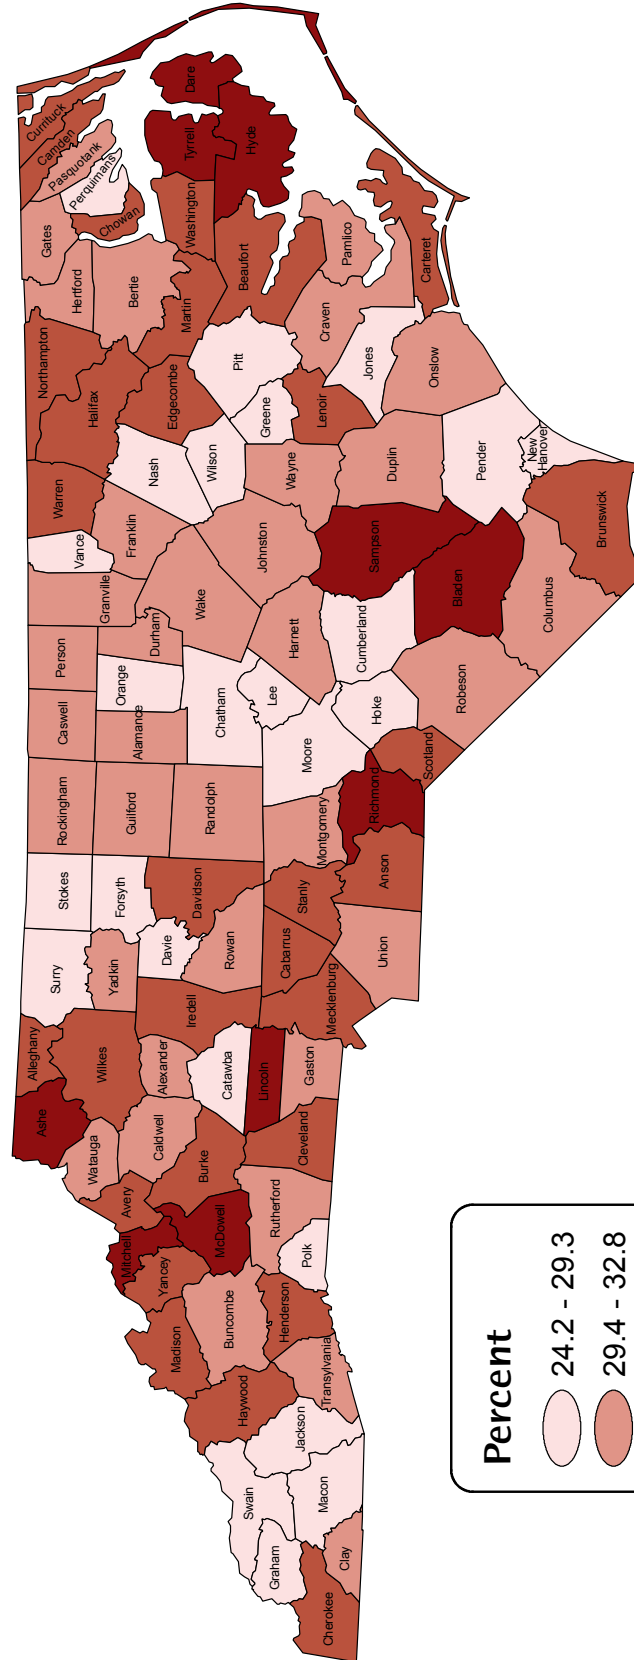 Cherokee
Graham
Clay
Swain
Macon
Jackson
Haywood
Transylvania
Madison
Buncombe
Henderson
Yancey
Mitchell
Avery
McDowell
Polk
Rutherford
Burke
Cleveland
Watauga
Caldwell
Ashe
Alleghany
Wilkes
Alexander
Catawba
Lincoln
Gaston
Surry
Yadkin
Iredell
Mecklenburg
Stokes
Forsyth
Davie
Rowan
Davidson
Cabarrus
Stanly
Union
Anson
Rockingham
Guilford
Randolph
Montgomery
Richmond
Caswell
Alamance
Chatham
Moore
Scotland
Person
Orange
Durham
Lee
Hoke
Robeson
Granville
Wake
Harnett
Cumberland
Bladen
Columbus
Vance
Franklin
Johnston
Sampson
Brunswick
Warren
Nash
Wilson
Wayne
Duplin
Pender
New
Hanover
Northampton
Halifax
Edgecombe
Pitt
Greene
Lenoir
Jones
Onslow
Hertford
Bertie
Martin
Beaufort
Craven
Pamlico
Carteret
Gates
Chowan
Perquimans
Pasquotank
Camden
Currituck
Washington
Tyrrell
Hyde
Dare
Percent
24.2 - 29.3
29.4 - 32.8